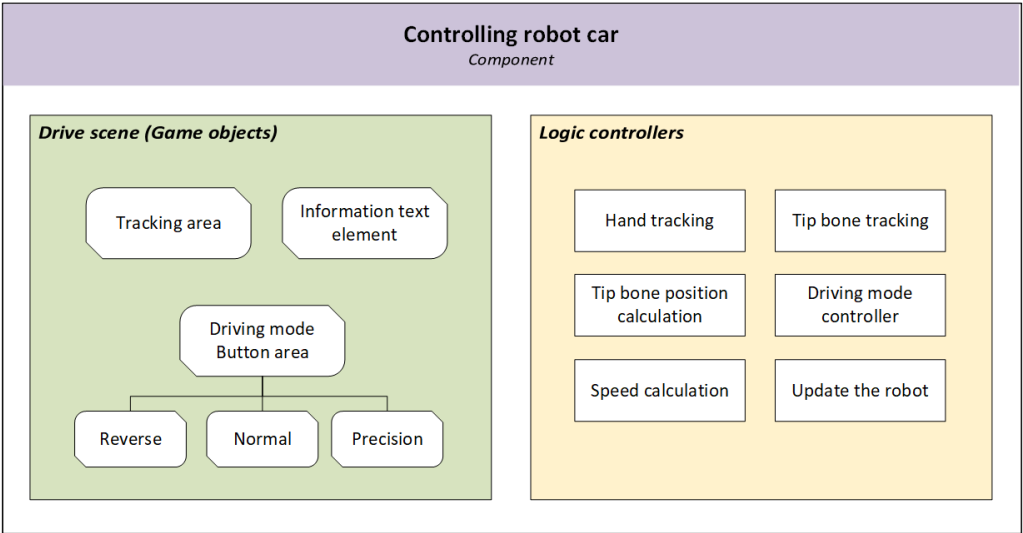 Controlling robot car
Component
Drive scene (Game objects)
Tracking area
Information text
element
Driving mode
Button area
Reverse
Normal
Precision
Logic controllers
Hand tracking
Tip bone tracking
Tip bone position
calculation
Driving mode
controller
Speed calculation
Update the robot